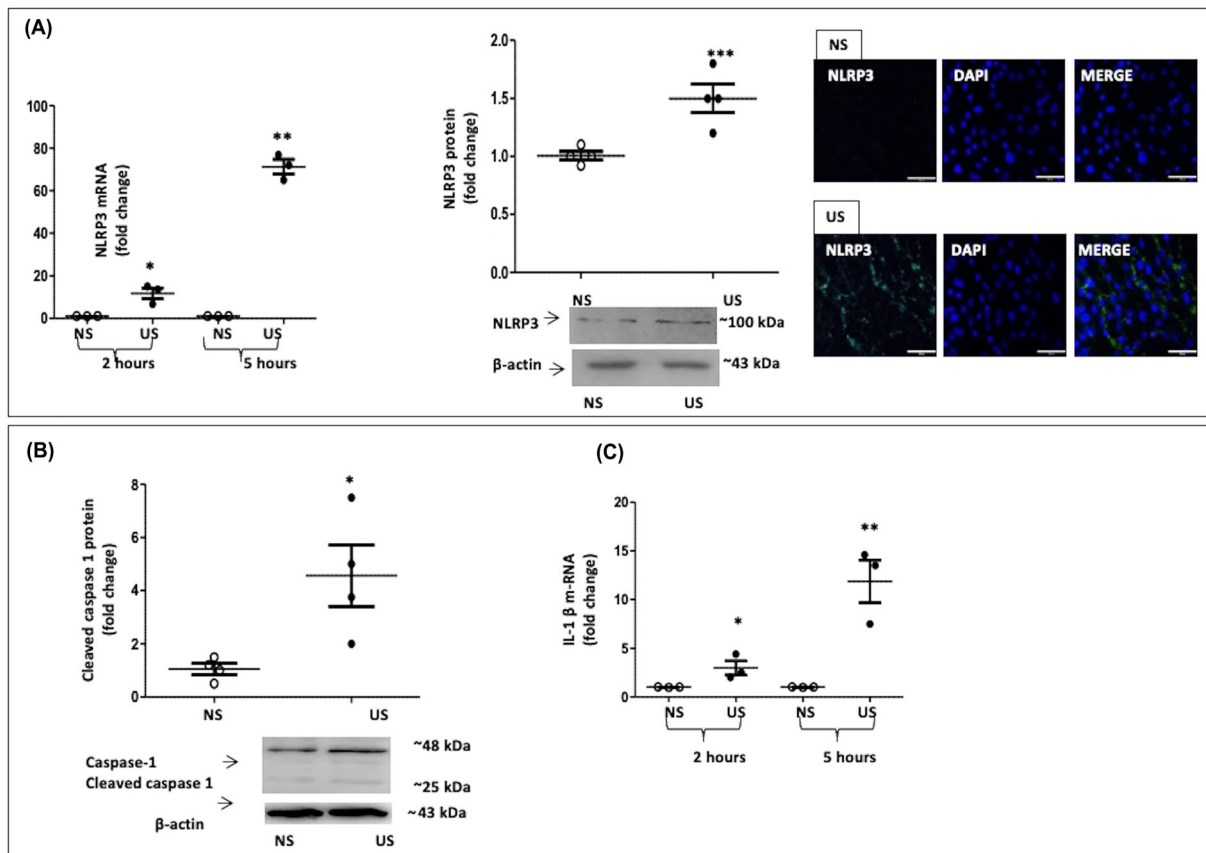 (A)
NLRP3 mRNA
(fold change)
100
80
60
40
20
0
*
**
NS
US
NS
US
2 hours
5 hours
NLRP3 protein
(fold change)
2.0
1.5
1.0
0.5
0.0
***
NS
US
NLRP3
~100 kDa
β-actin
~43 kDa
NS
US
NS
NLRP3
DAPI
MERGE
US
NLRP3
DAPI
MERGE
(B)
Cleaved caspase 1 protein
(fold change)
8
6
4
2
0
*
NS
US
Caspase-1
~48 kDa
Cleaved caspase 1
~25 kDa
β-actin
~43 kDa
NS
US
(C)
IL-1 β m-RNA
(fold change)
20
15
10
5
0
*
**
NS
US
NS
US
2 hours
5 hours